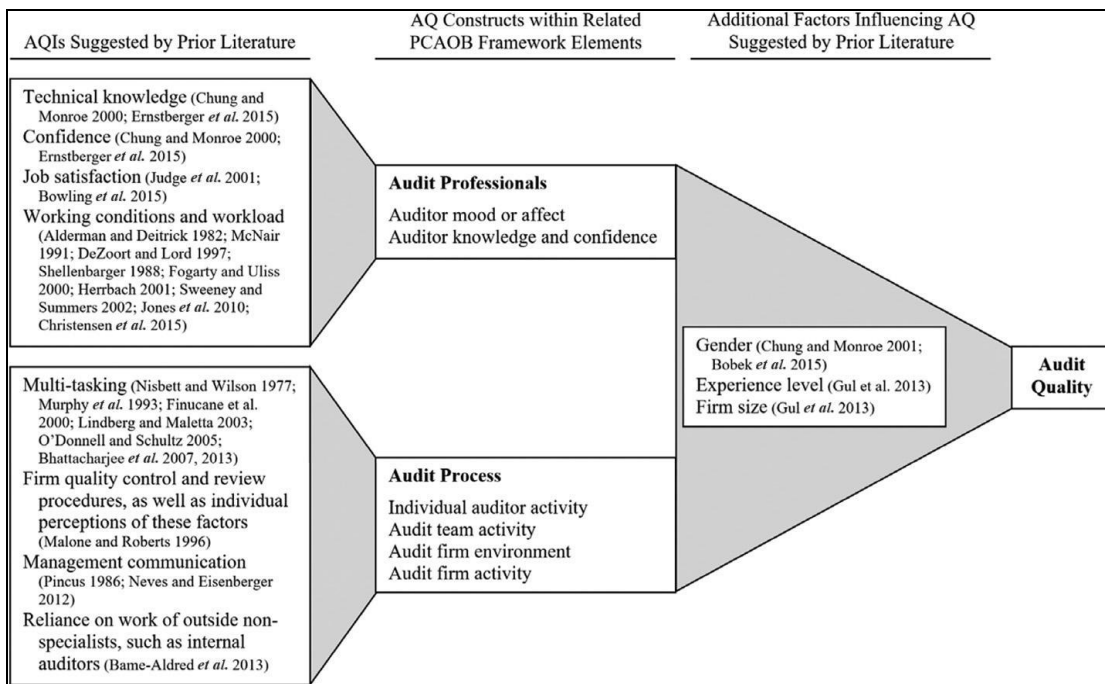 AQIs Suggested by Prior Literature
AQ Constructs within Related
PCAOB Framework Elements
Additional Factors Influencing AQ
Suggested by Prior Literature
Technical knowledge (Chung and
Monroe 2000; Ernstberger et al. 2015)
Confidence (Chung and Monroe 2000;
Ernstberger et al. 2015)
Job satisfaction (Judge et al. 2001;
Bowling et al. 2015)
Working conditions and workload
(Alderman and Deitrick 1982; McNair
1991; DeZoort and Lord 1997;
Shellenbarger 1988; Fogarty and Uliss
2000; Herrbach 2001; Sweeney and
Summers 2002; Jones et al. 2010;
Christensen et al. 2015)
Multi-tasking (Nisbett and Wilson 1977;
Murphy et al. 1993; Finucane et al.
2000; Lindberg and Maletta 2003;
O’Donnell and Schultz 2005;
Bhattacharjee et al. 2007, 2013)
Firm quality control and review
procedures, as well as individual
perceptions of these factors
(Malone and Roberts 1996)
Management communication
(Pincus 1986; Neves and Eisenberger
2012)
Reliance on work of outside non-
specialists, such as internal
auditors (Bame-Aldred et al. 2013)
Audit Professionals
Auditor mood or affect
Auditor knowledge and confidence
Audit Process
Individual auditor activity
Audit team activity
Audit firm environment
Audit firm activity
Gender (Chung and Monroe 2001;
Bobek et al. 2015)
Experience level (Gul et al. 2013)
Firm size (Gul et al. 2013)
Audit
Quality